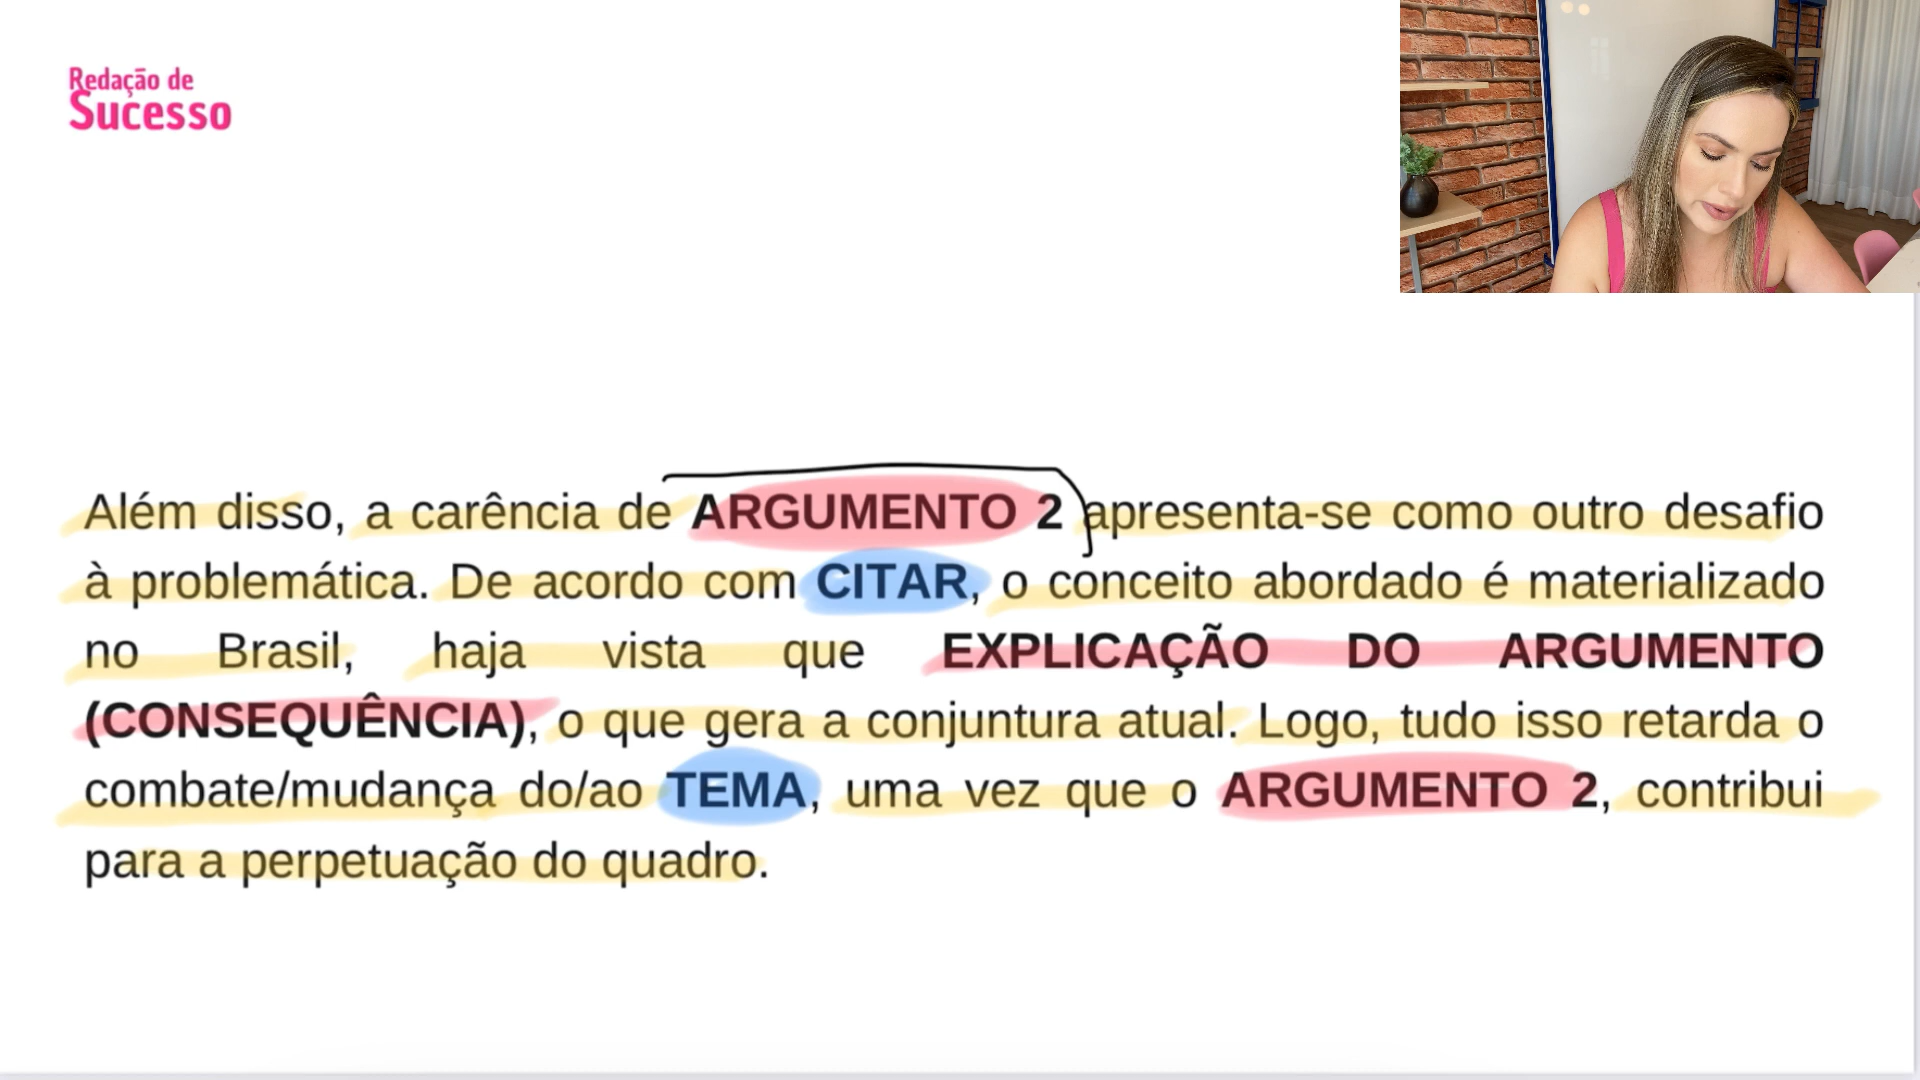 Redação de
Sucesso
Além disso, a carência de ARGUMENTO 2 apresenta-se como outro desafio
à problemática. De acordo com CITAR, o conceito abordado é materializado
no Brasil, haja vista que EXPLICAÇÃO DO ARGUMENTO
(CONSEQUÊNCIA), o que gera a conjuntura atual. Logo, tudo isso retarda o
combate/mudança do/ao TEMA, uma vez que o ARGUMENTO 2, contribui
para a perpetuação do quadro.